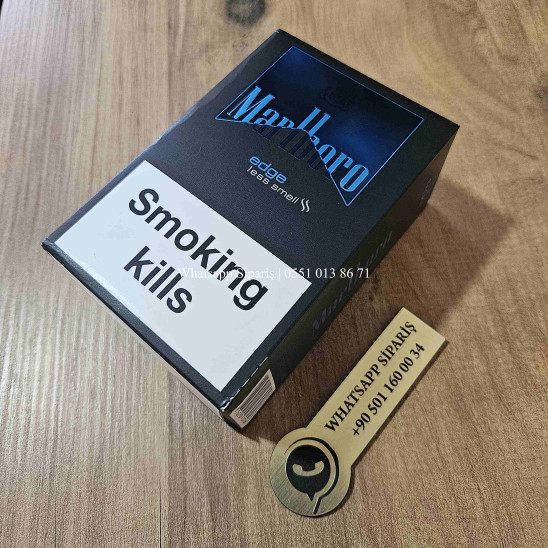 Marlboro
edge
less smell
Smoking
kills
Whatsapp Sipariş | 0551 013 86 71
Marlboro
WHATSAPP SİPARİŞ
+90 501 160 00 34